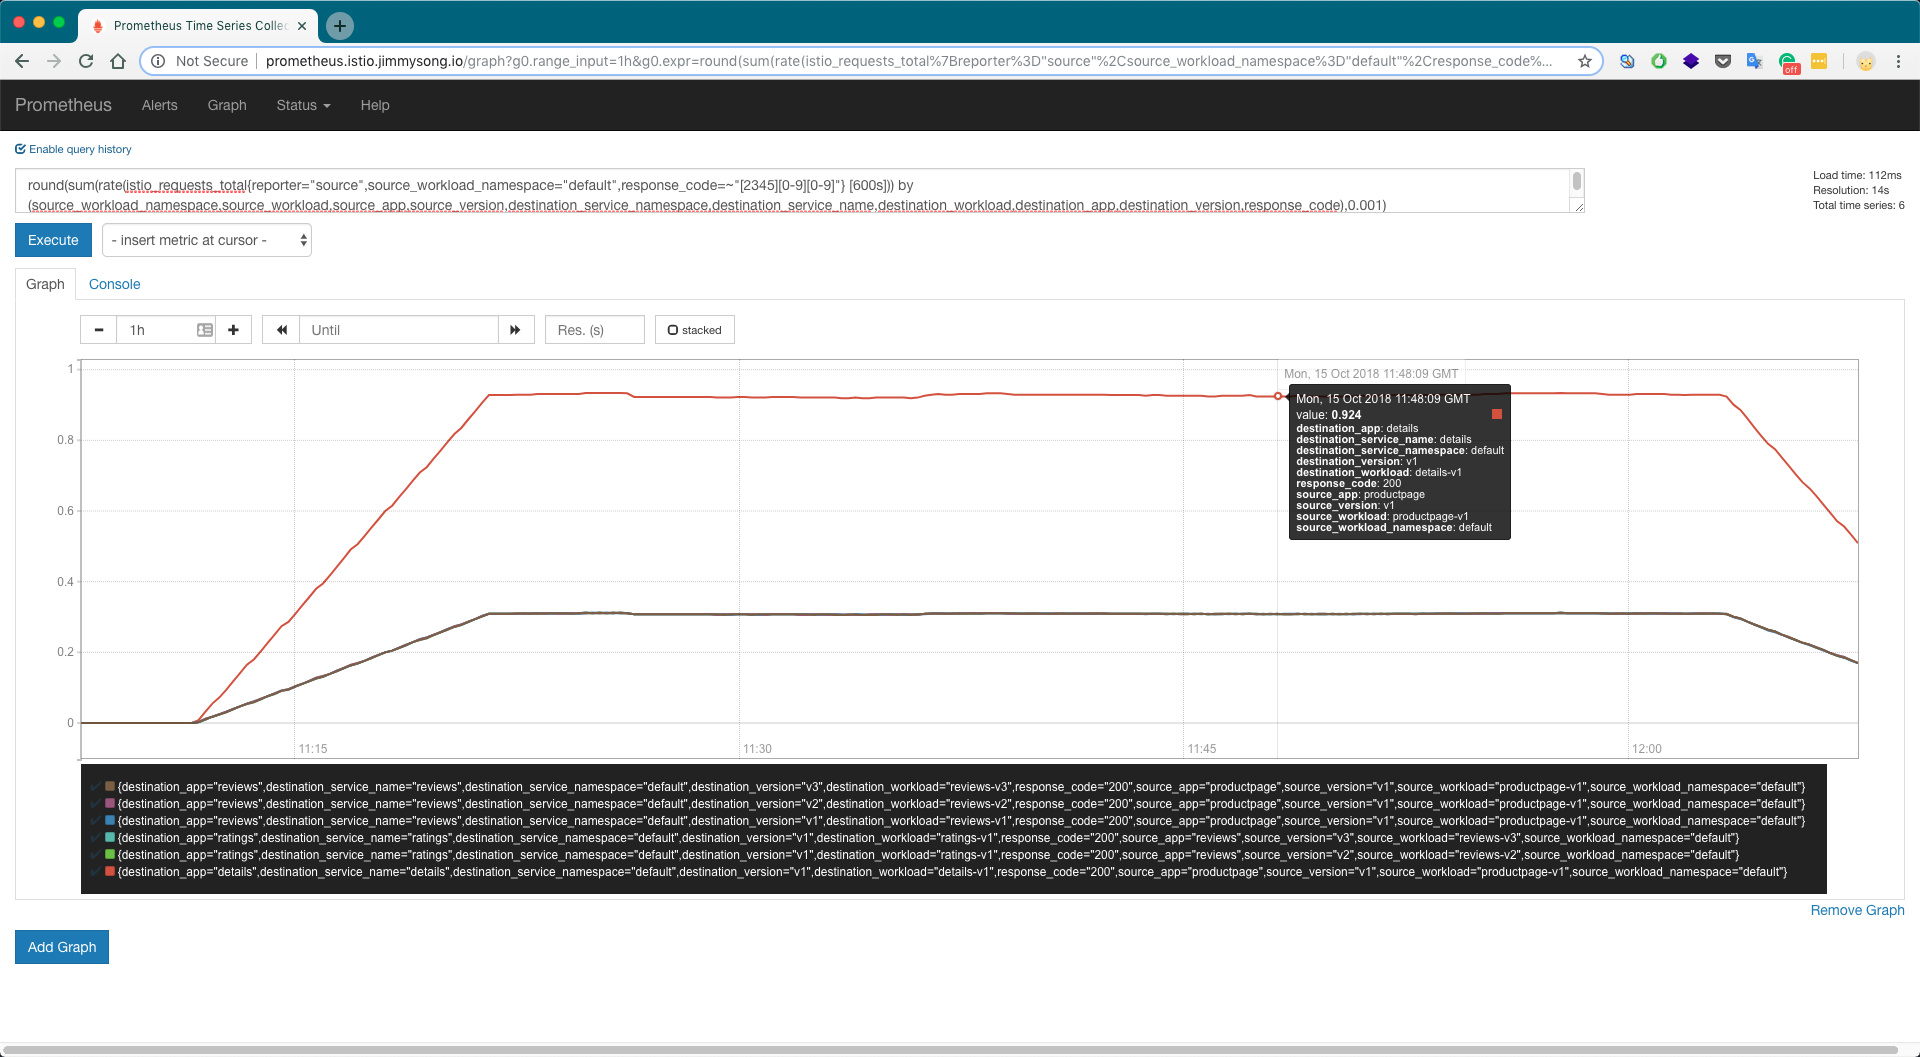 Prometheus Time Series Collec
Not Secure
prometheus.istio.jimmysong.io/graph?g0.range_input=1h&g0.expr=round(sum(rate(istio_requests_total%7Breporter%3D"source"%2Csource_workload_namespace%3D"default"%2Cresponse_code%...
off
Prometheus Alerts Graph Status Help
Enable query history
round(sum(rate(istio_requests_total{reporter="source",source_workload_namespace="default",response_code=~"[2345][0-9][0-9]"} [600s])) by
(source_workload_namespace,source_workload,source_app,source_version,destination_service_namespace,destination_service_name,destination_workload,destination_app,destination_version,response_code),0.001)
Load time: 112ms
Resolution: 14s
Total time series: 6
Execute - insert metric at cursor -
Graph Console
1h Until Res. (s) stacked
1
0.8
0.6
0.4
0.2
0
11:15 11:30 11:45 12:00
Mon, 15 Oct 2018 11:48:09 GMT
Mon, 15 Oct 2018 11:48:09 GMT
value: 0.924
destination_app: details
destination_service_name: details
destination_service_namespace: default
destination_version: v1
destination_workload: details-v1
response_code: 200
source_app: productpage
source_version: v1
source_workload: productpage-v1
source_workload_namespace: default
{destination_app="reviews",destination_service_name="reviews",destination_service_namespace="default",destination_version="v3",destination_workload="reviews-v3",response_code="200",source_app="productpage",source_version="v1",source_workload="productpage-v1",source_workload_namespace="default"}
{destination_app="reviews",destination_service_name="reviews",destination_service_namespace="default",destination_version="v2",destination_workload="reviews-v2",response_code="200",source_app="productpage",source_version="v1",source_workload="productpage-v1",source_workload_namespace="default"}
{destination_app="reviews",destination_service_name="reviews",destination_service_namespace="default",destination_version="v1",destination_workload="reviews-v1",response_code="200",source_app="productpage",source_version="v1",source_workload="productpage-v1",source_workload_namespace="default"}
{destination_app="ratings",destination_service_name="ratings",destination_service_namespace="default",destination_version="v1",destination_workload="ratings-v1",response_code="200",source_app="reviews",source_version="v3",source_workload="reviews-v3",source_workload_namespace="default"}
{destination_app="ratings",destination_service_name="ratings",destination_service_namespace="default",destination_version="v1",destination_workload="ratings-v1",response_code="200",source_app="reviews",source_version="v2",source_workload="reviews-v2",source_workload_namespace="default"}
{destination_app="details",destination_service_name="details",destination_service_namespace="default",destination_version="v1",destination_workload="details-v1",response_code="200",source_app="productpage",source_version="v1",source_workload="productpage-v1",source_workload_namespace="default"}
Remove Graph
Add Graph